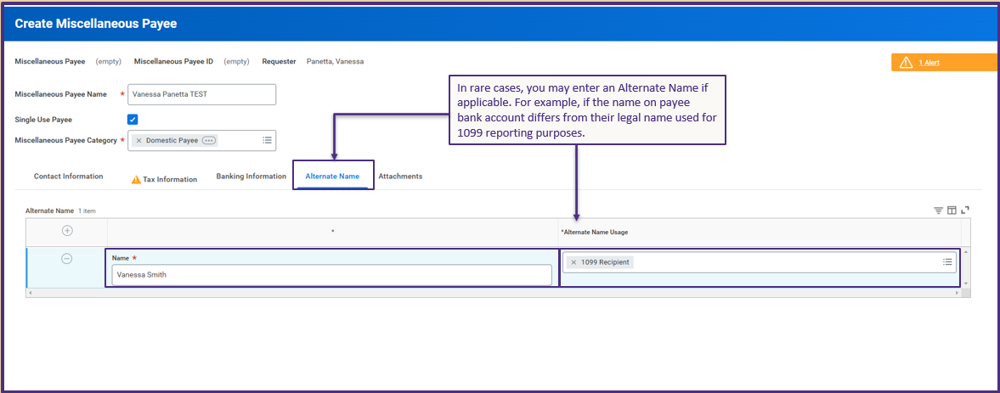 Create Miscellaneous Payee
Miscellaneous Payee (empty) Miscellaneous Payee ID (empty) Requester Panetta, Vanessa
1 Alert
Miscellaneous Payee Name * Vanessa Panetta TEST
In rare cases, you may enter an Alternate Name if
applicable. For example, if the name on payee
bank account differs from their legal name used for
1099 reporting purposes.
Single Use Payee
Miscellaneous Payee Category * × Domestic Payee
Contact Information Tax Information Banking Information Alternate Name Attachments
Alternate Name 1 item
* *Alternate Name Usage
Name *
× 1099 Recipient
Vanessa Smith